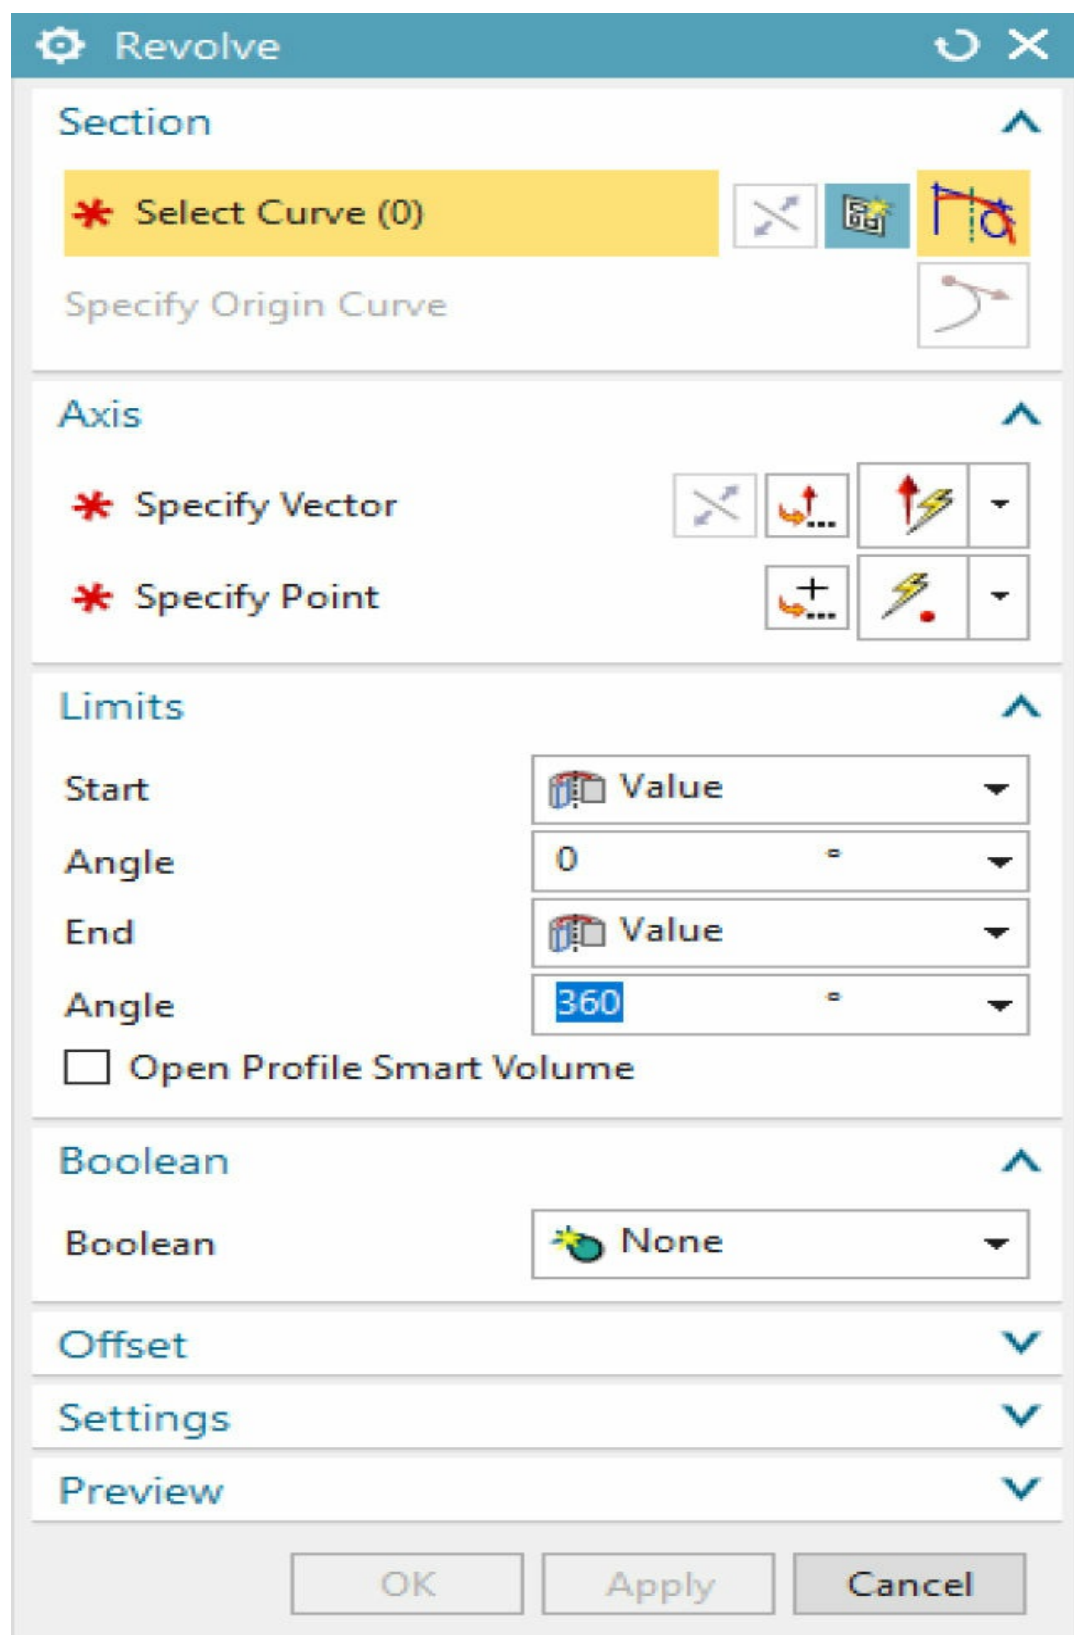 Revolve
Section
* Select Curve (0)
Specify Origin Curve
Axis
* Specify Vector
* Specify Point
Limits
Start Value
Angle 0 °
End Value
Angle 360 °
Open Profile Smart Volume
Boolean
Boolean None
Offset
Settings
Preview
OK Apply Cancel